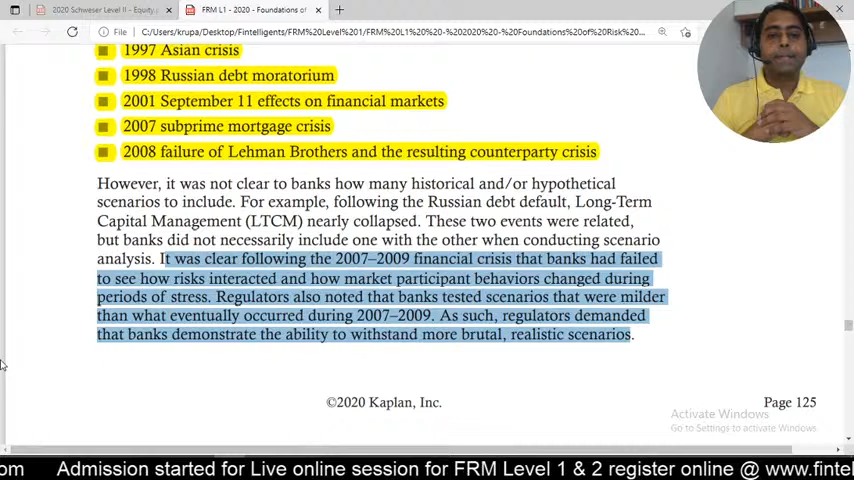 2020 Schweser Level II - Equity
FRM L1 - 2020 - Foundations of
File
C:/Users/krupa/Desktop/Fintelligents/FRM%20Level%201/FRM%20L1%20%20-%202020%20-%20Foundations%20of%20Risk%20...
1997 Asian crisis
1998 Russian debt moratorium
2001 September 11 effects on financial markets
2007 subprime mortgage crisis
2008 failure of Lehman Brothers and the resulting counterparty crisis
However, it was not clear to banks how many historical and/or hypothetical
scenarios to include. For example, following the Russian debt default, Long-Term
Capital Management (LTCM) nearly collapsed. These two events were related,
but banks did not necessarily include one with the other when conducting scenario
analysis. It was clear following the 2007–2009 financial crisis that banks had failed
to see how risks interacted and how market participant behaviors changed during
periods of stress. Regulators also noted that banks tested scenarios that were milder
than what eventually occurred during 2007–2009. As such, regulators demanded
that banks demonstrate the ability to withstand more brutal, realistic scenarios.
©2020 Kaplan, Inc.
Page 125
Activate Windows
Go to Settings to activate Windows.
om Admission started for Live online session for FRM Level 1 & 2 register online @ www.fintel